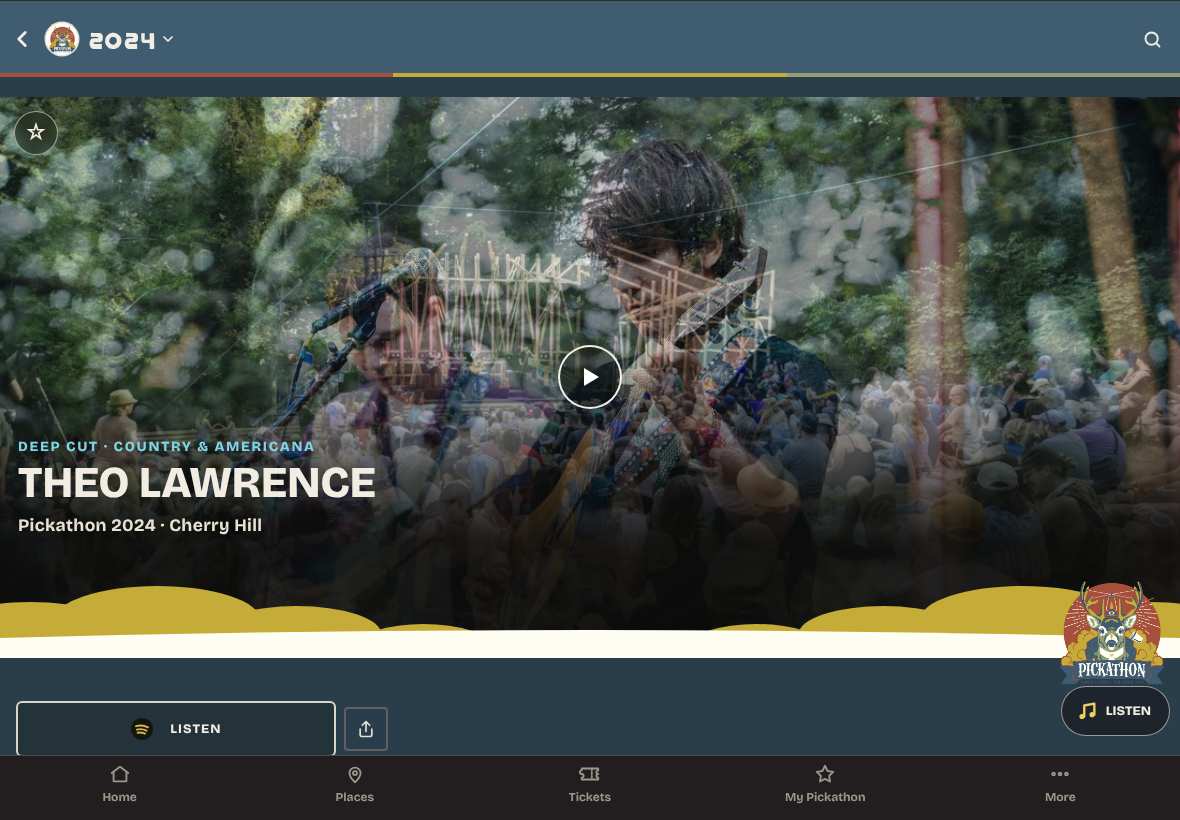 2024
DEEP CUT · COUNTRY & AMERICANA
THEO LAWRENCE
Pickathon 2024 · Cherry Hill
PICKATHON
LISTEN
LISTEN
Home
Places
Tickets
My Pickathon
More